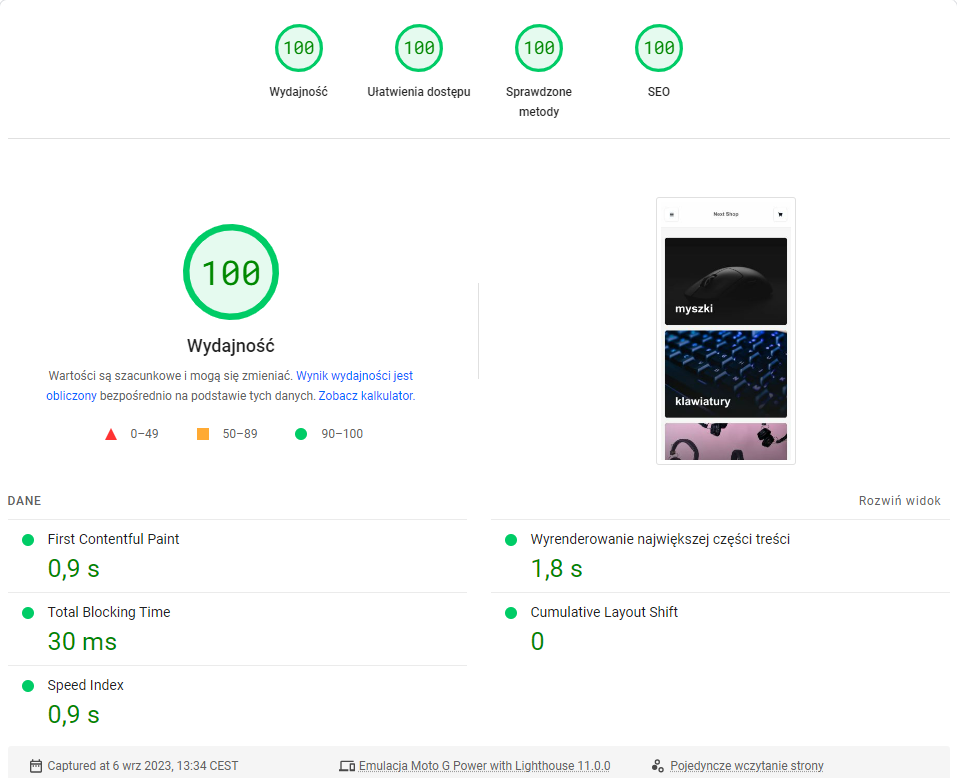 100
100
100
100
Wydajność
Ułatwienia dostępu
Sprawdzone
metody
SEO
100
Wydajność
Wartości są szacunkowe i mogą się zmieniać. Wynik wydajności jest
obliczony bezpośrednio na podstawie tych danych. Zobacz kalkulator.
0–49
50–89
90–100
Next Shop
myszki
klawiatury
DANE
Rozwiń widok
First Contentful Paint
0,9 s
Wyrenderowanie największej części treści
1,8 s
Total Blocking Time
30 ms
Cumulative Layout Shift
0
Speed Index
0,9 s
Captured at 6 wrz 2023, 13:34 CEST
Emulacja Moto G Power with Lighthouse 11.0.0
Pojedyncze wczytanie strony